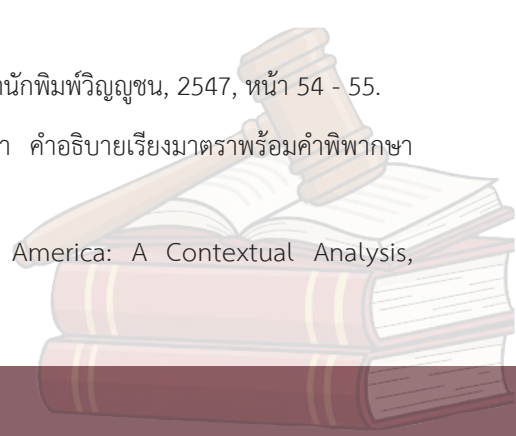 นักพิมพ์วิญญูชน, 2547, หน้า 54 - 55.
คำอธิบายเรียงมาตราพร้อมคำพิพากษา
America: A Contextual Analysis,